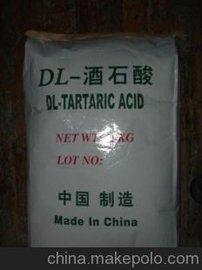 DL-酒石酸
DL-TARTARIC ACID
NET WT: KG
LOT NO:
中国 制造
Made In China
china.makepolo.com